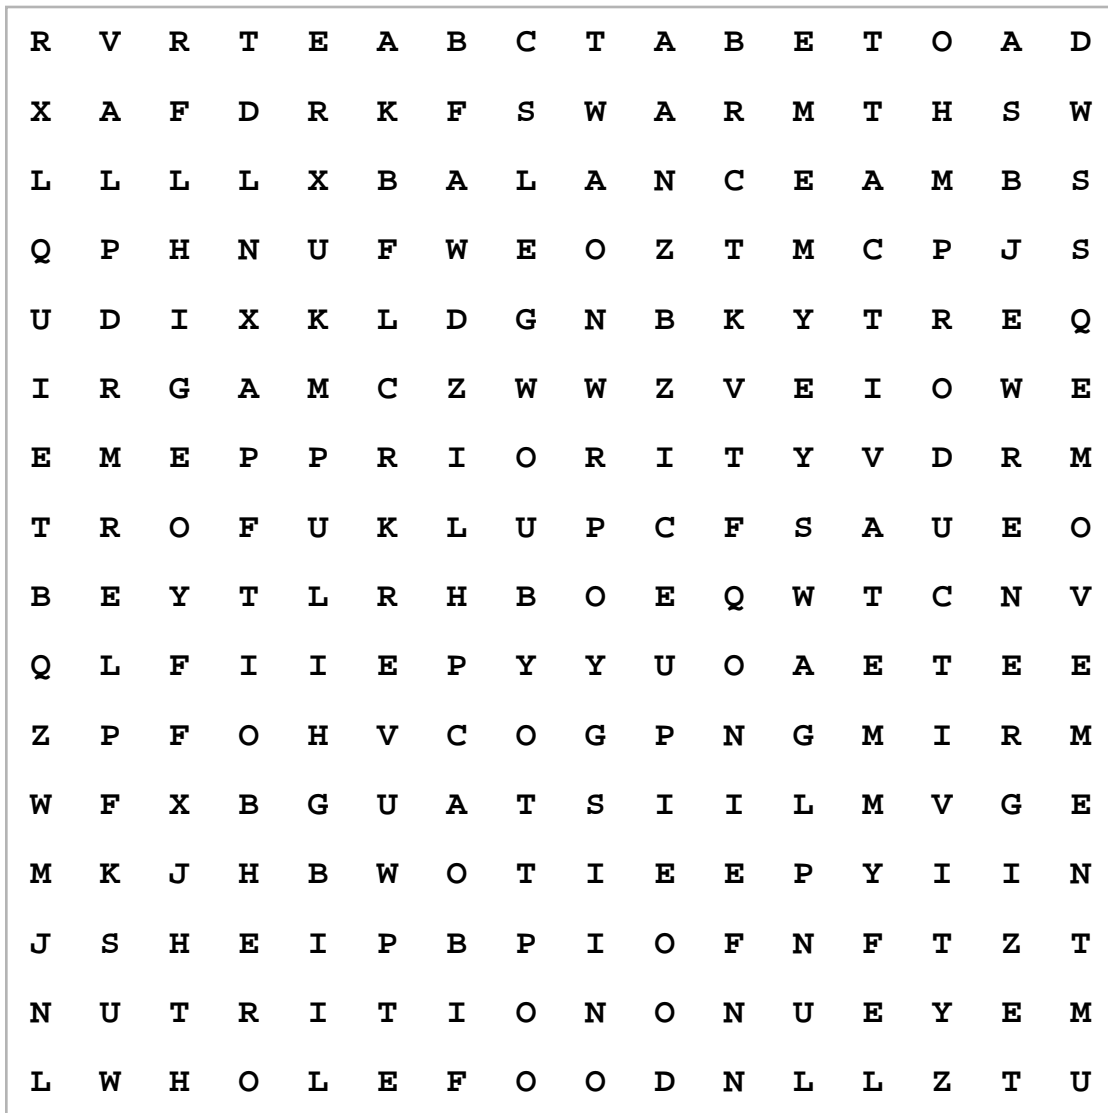 R V R T E A B C T A B E T O A D
X A F D R K F S W A R M T H S W
L L L L X B A L A N C E A M B S
Q P H N U F W E O Z T M C P J S
U D I X K L D G N B K Y T R E Q
I R G A M C Z W W Z V E I O W E
E M E P P R I O R I T Y V D R M
T R O F U K L U P C F S A U E O
B E Y T L R H B O E Q W T C N V
Q L F I I E P Y Y U O A E T E E
Z P F O H V C O G P N G M I R M
W F X B G U A T S I I L M V G E
M K J H B W O T I E E P Y I I N
J S H E I P B P I O F N F T Z T
N U T R I T I O N O N U E Y E M
L W H O L E F O O D N L L Z T U